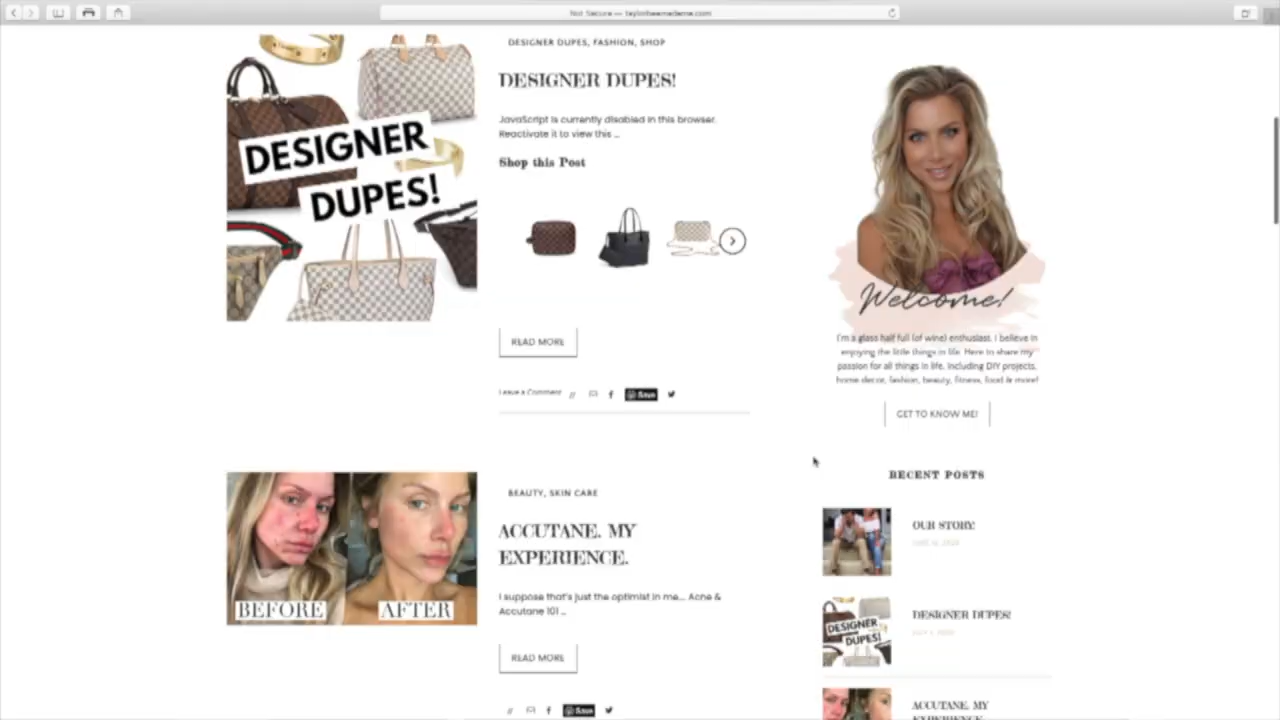 DESIGNER DUPES, FASHION, SHOP
DESIGNER DUPES!
JavaScript is currently disabled in this browser.
Reactivate it to view this ...
Shop this Post
READ MORE
Leave a Comment // Save
DESIGNER
DUPES!
BEAUTY, SKIN CARE
ACCUTANE. MY
EXPERIENCE.
I suppose that's just the optimist in me... Acne &
Accutane 101 ...
READ MORE
// Save
BEFORE
AFTER
Welcome!
I'm a glass half full (of wine) enthusiast. I believe in
enjoying the little things in life. Here to share my
passion for all things in life. Including DIY projects,
home decor, fashion, beauty, fitness, food & more!
GET TO KNOW ME!
RECENT POSTS
OUR STORY!
DESIGNER DUPES!
DESIGNER
DUPES!
ACCUTANE. MY
EXPERIENCE.
Not Secure —